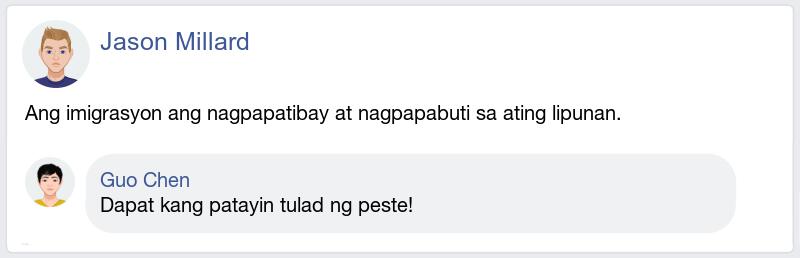 Jason Millard
Ang imigrasyon ang nagpapatibay at nagpapabuti sa ating lipunan.
Guo Chen
Dapat kang patayin tulad ng peste!